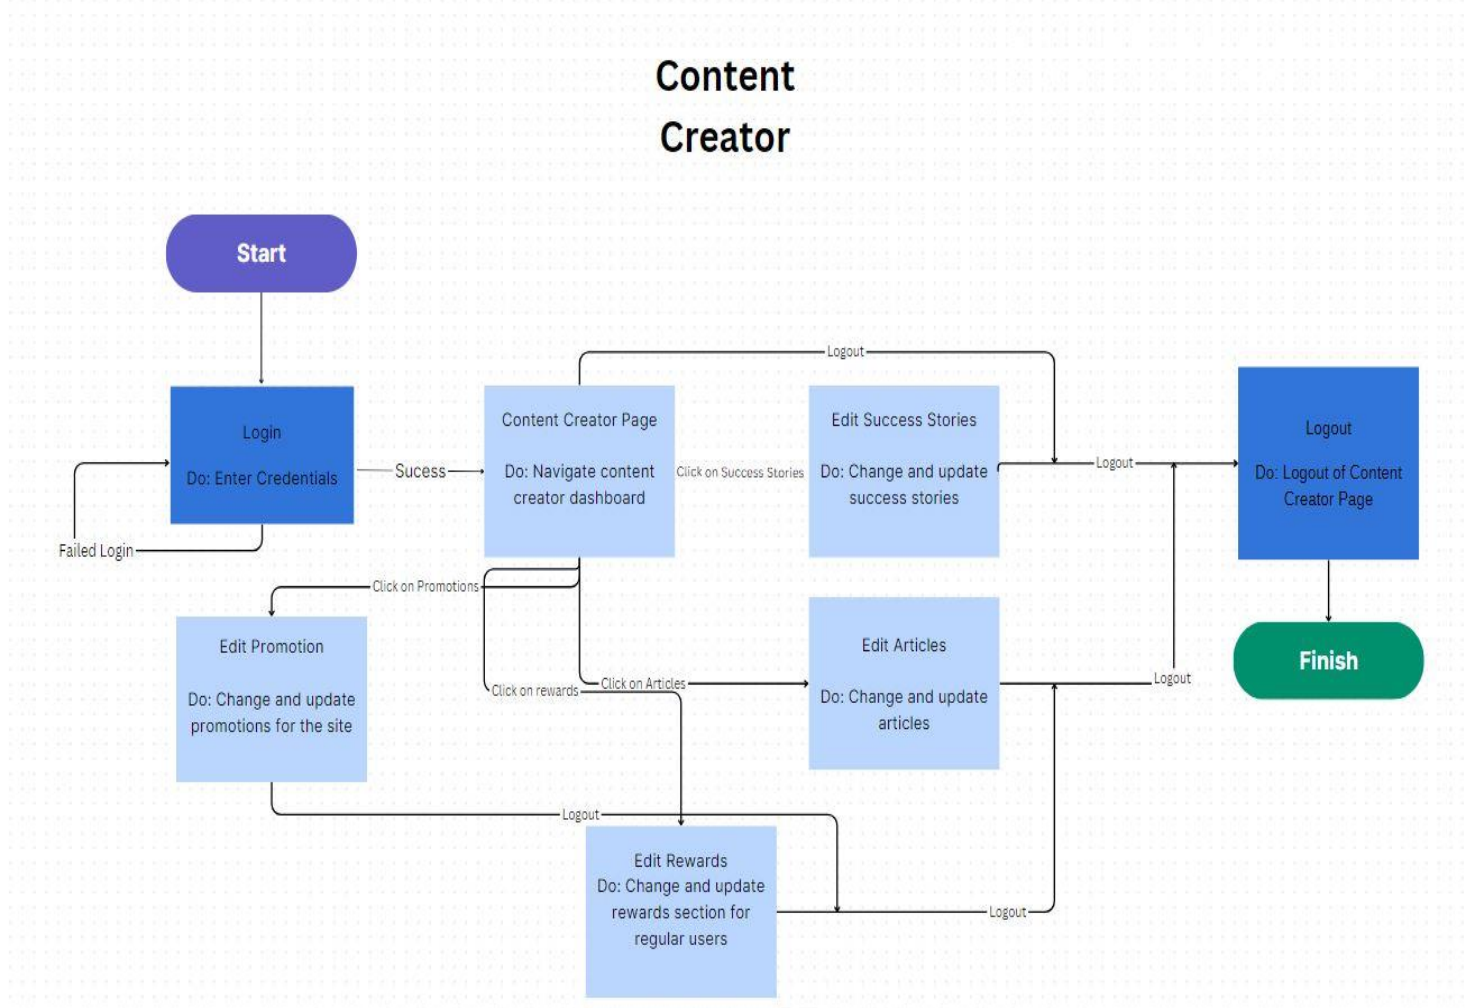 Content
Creator
Start
Logout
Login
Do: Enter Credentials
Failed Login
Sucess
Content Creator Page
Do: Navigate content
creator dashboard
Click on Success Stories
Edit Success Stories
Do: Change and update
success stories
Logout
Logout
Do: Logout of Content
Creator Page
Finish
Click on Promotions
Edit Promotion
Do: Change and update
promotions for the site
Click on rewards
Click on Articles
Edit Articles
Do: Change and update
articles
Logout
Logout
Edit Rewards
Do: Change and update
rewards section for
regular users
Logout